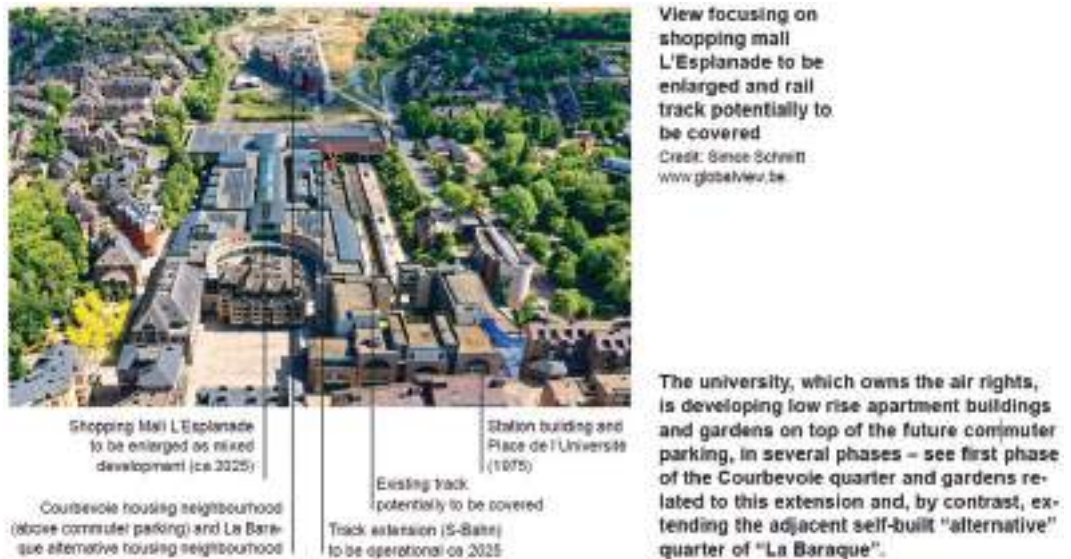 View focusing on
shopping mall
L'Esplanade to be
enlarged and rail
track potentially to
be covered
Credit: Simon Schmitt
www.globalview.be.
Shopping Mall L'Esplanade
to be enlarged as mixed
development (ca 2025)
Courbevoie housing neighbourhood
(above commuter parking) and La Bara-
que alternative housing neighbourhood
Track extension (S-Bahn)
to be operational ca 2025
Existing track
potentially to be covered
Station building and
Place de l'Université
(1975)
The university, which owns the air rights,
is developing low rise apartment buildings
and gardens on top of the future commuter
parking, in several phases – see first phase
of the Courbevoie quarter and gardens re-
lated to this extension and, by contrast, ex-
tending the adjacent self-built "alternative"
quarter of "La Baraque".